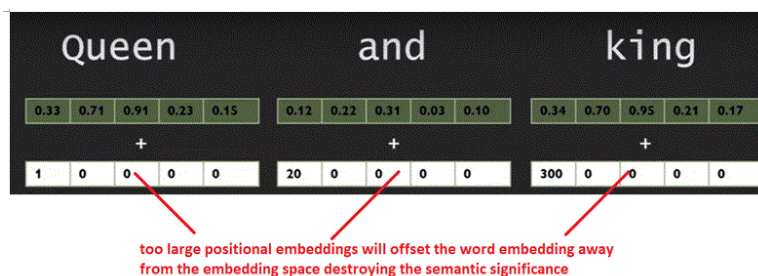 Queen and king
0.33 0.71 0.91 0.23 0.15 0.12 0.22 0.31 0.03 0.10 0.34 0.70 0.95 0.21 0.17
+ + +
1 0 0 0 0 20 0 0 0 0 300 0 0 0 0
too large positional embeddings will offset the word embedding away
from the embedding space destroying the semantic significance